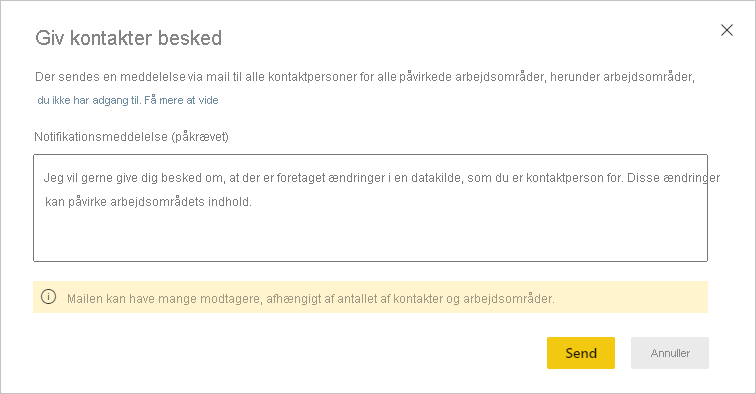 Giv kontakter besked
Der sendes en meddelelse via mail til alle kontaktpersoner for alle påvirkede arbejdsområder, herunder arbejdsområder,
du ikke har adgang til. Få mere at vide
Notifikationsmeddelelse (påkrævet)
Jeg vil gerne give dig besked om, at der er foretaget ændringer i en datakilde, som du er kontaktperson for. Disse ændringer
kan påvirke arbejdsområdets indhold.
Mailen kan have mange modtagere, afhængigt af antallet af kontakter og arbejdsområder.
Send
Annuller